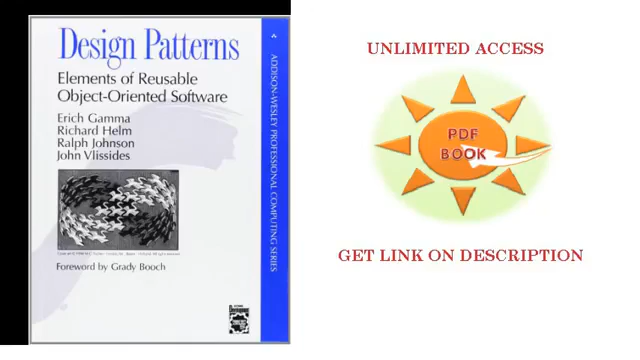 Design Patterns
Elements of Reusable
Object-Oriented Software
Erich Gamma
Richard Helm
Ralph Johnson
John Vlissides
Foreword by Grady Booch
ADDISON-WESLEY PROFESSIONAL COMPUTING SERIES
UNLIMITED ACCESS
PDF
BOOK
GET LINK ON DESCRIPTION